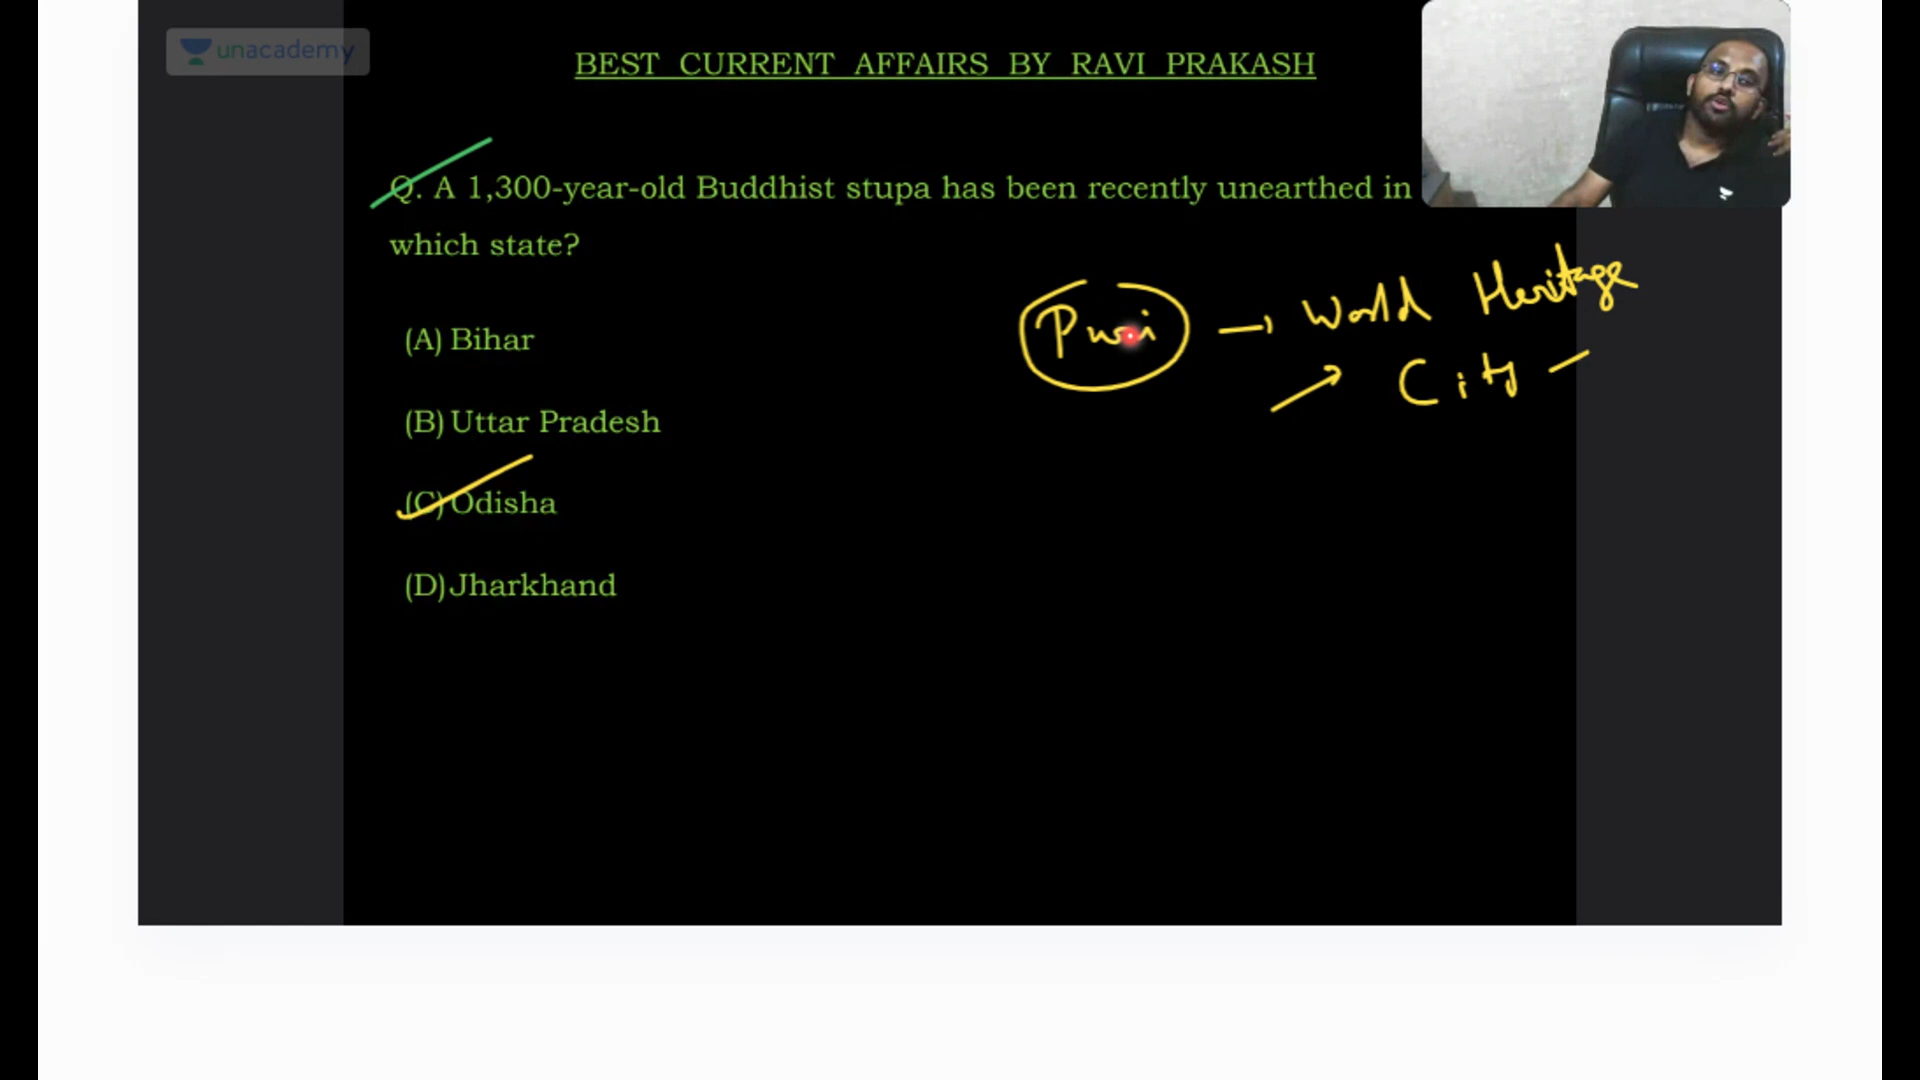 unacademy
BEST CURRENT AFFAIRS BY RAVI PRAKASH
Q. A 1,300-year-old Buddhist stupa has been recently unearthed in
which state?
Puri → World Heritage
→ City –
(A) Bihar
(B) Uttar Pradesh
(C) Odisha
(D) Jharkhand